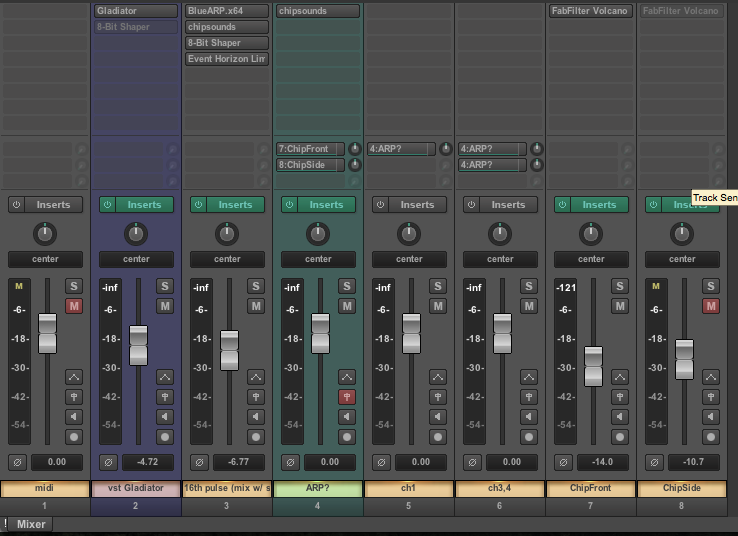 Gladiator BlueARP.x64 chipsounds FabFilter Volcano FabFilter Volcano
8-Bit Shaper chipsounds
8-Bit Shaper
Event Horizon Lim
7:ChipFront 4:ARP? 4:ARP?
8:ChipSide 4:ARP?
Inserts Inserts Inserts Inserts Inserts Inserts Inserts Inserts
Track Sen
center center center center center center center center
M -inf S -inf S -inf S -inf S -inf S -inf S -121 S M S
-6- M -6- M -6- M -6- M -6- M -6- M -6- M -6- M
-18- -18- -18- -18- -18- -18- -18- -18-
-30- -30- -30- -30- -30- -30- -30- -30-
-42- -42- -42- -42- -42- -42- -42- -42-
-54- -54- -54- -54- -54- -54- -54- -54-
0.00 -4.72 -6.77 0.00 0.00 0.00 -14.0 -10.7
midi vst Gladiator 16th pulse (mix w/ s ARP? ch1 ch3,4 ChipFront ChipSide
1 2 3 4 5 6 7 8
! Mixer